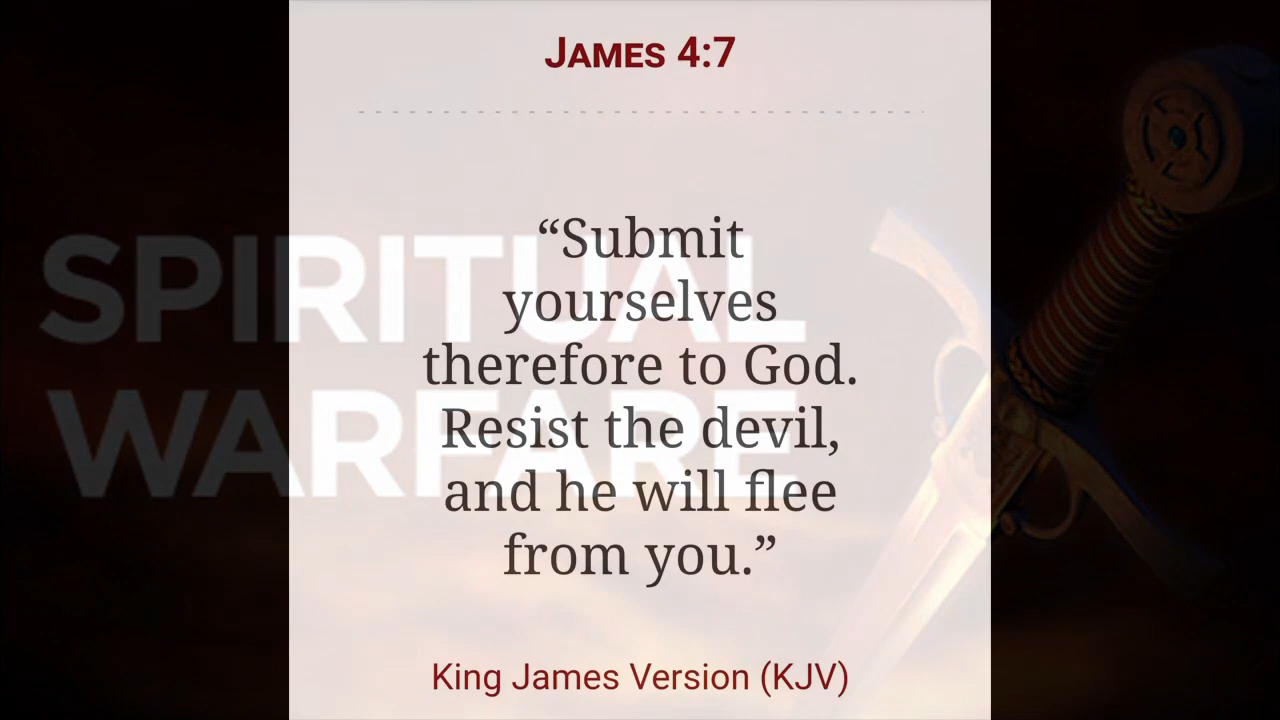 JAMES 4:7
“Submit
yourselves
therefore to God.
Resist the devil,
and he will flee
from you.”
King James Version (KJV)
SPIRITUAL
WARFARE